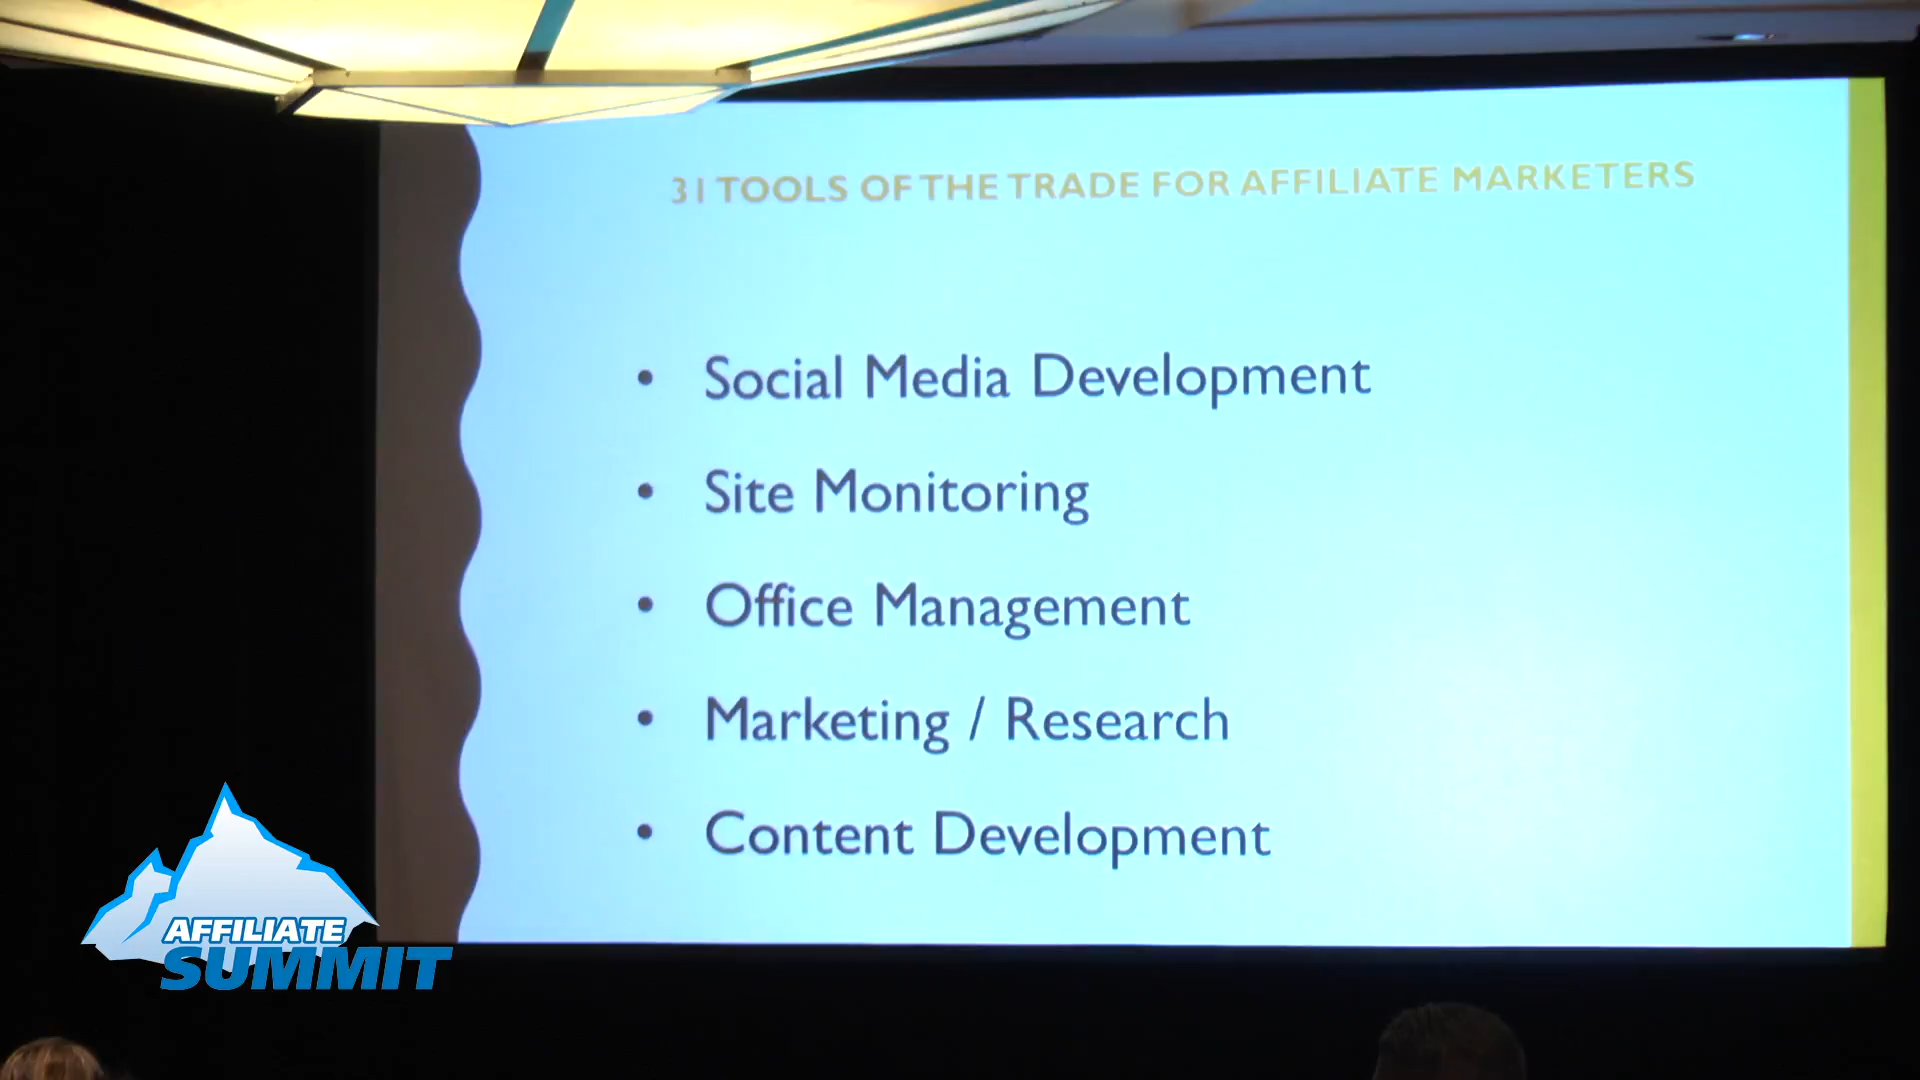 31 TOOLS OF THE TRADE FOR AFFILIATE MARKETERS
• Social Media Development
• Site Monitoring
• Office Management
• Marketing / Research
• Content Development
AFFILIATE
SUMMIT